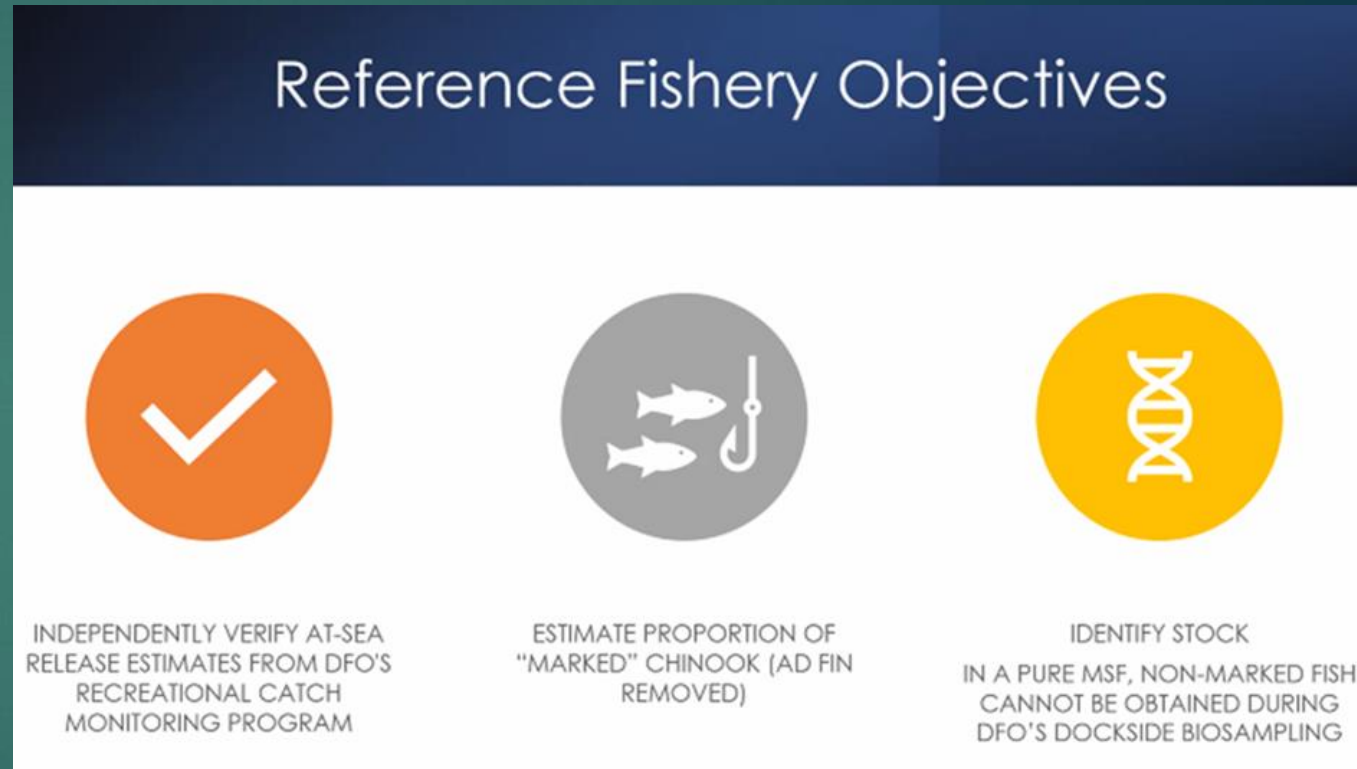 Reference Fishery Objectives
INDEPENDENTLY VERIFY AT-SEA
RELEASE ESTIMATES FROM DFO'S
RECREATIONAL CATCH
MONITORING PROGRAM
ESTIMATE PROPORTION OF
“MARKED” CHINOOK (AD FIN
REMOVED)
IDENTIFY STOCK
IN A PURE MSF, NON-MARKED FISH
CANNOT BE OBTAINED DURING
DFO'S DOCKSIDE BIOSAMPLING